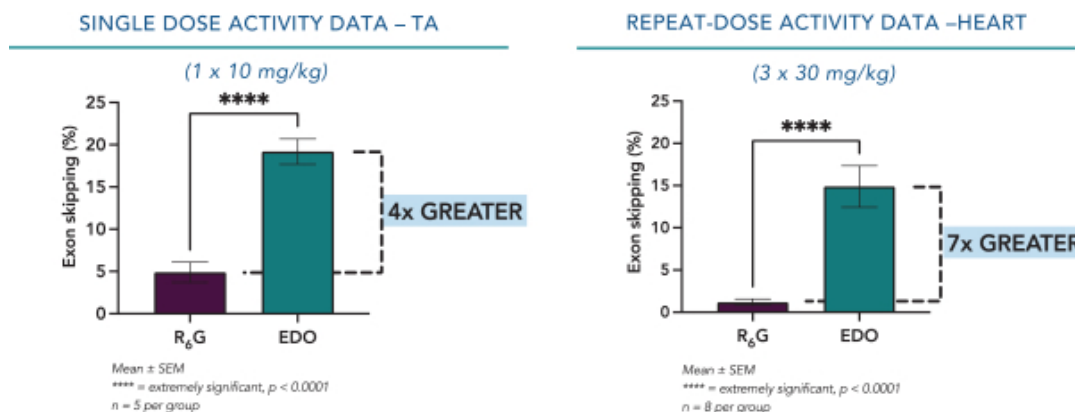 SINGLE DOSE ACTIVITY DATA – TA
(1 x 10 mg/kg)
****
25
20
15
10
5
0
Exon skipping (%)
4x GREATER
R₆G
EDO
Mean ± SEM
**** = extremely significant, p < 0.0001
n = 5 per group
REPEAT-DOSE ACTIVITY DATA –HEART
(3 x 30 mg/kg)
****
25
20
15
10
5
0
Exon skipping (%)
7x GREATER
R₆G
EDO
Mean ± SEM
**** = extremely significant, p < 0.0001
n = 8 per group